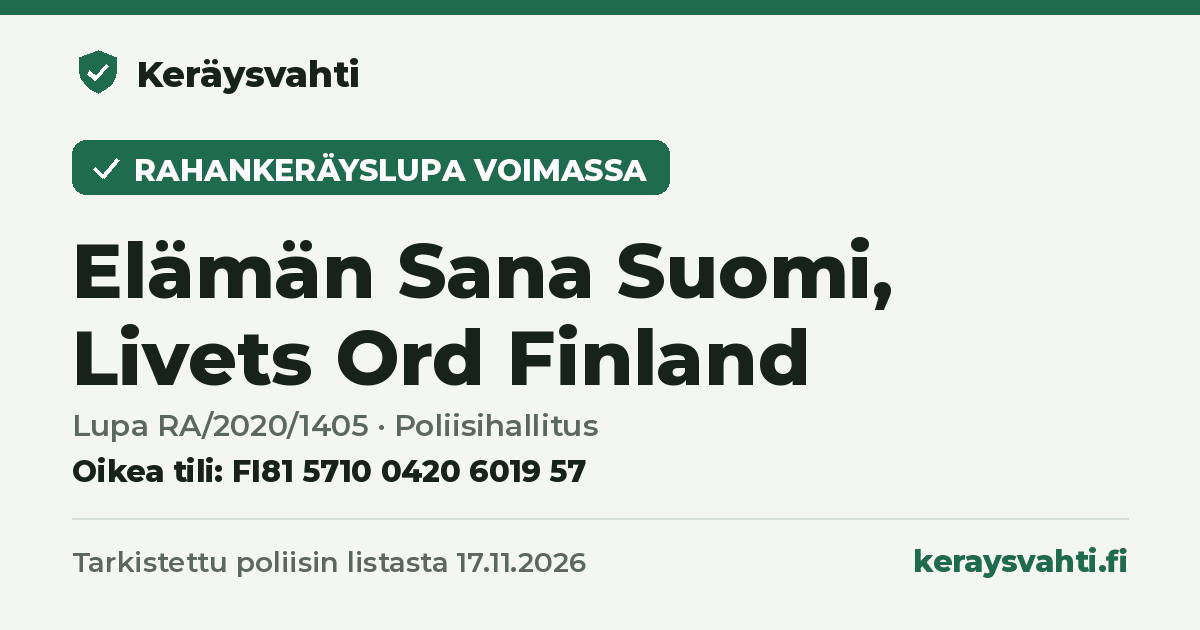 Keräysvahti
RAHANKERÄYSLUPA VOIMASSA
Elämän Sana Suomi,
Livets Ord Finland
Lupa RA/2020/1405 · Poliisihallitus
Oikea tili: FI81 5710 0420 6019 57
Tarkistettu poliisin listasta 17.11.2026
keraysvahti.fi